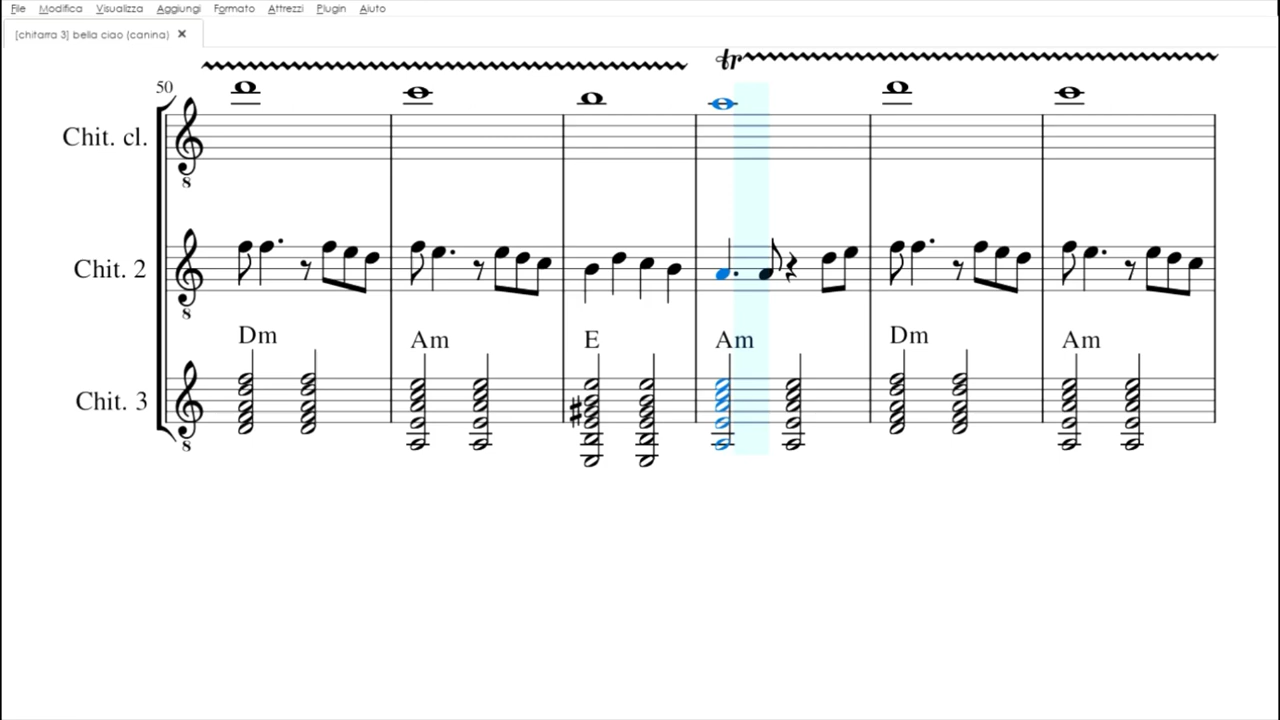 File Modifica Visualizza Aggiungi Formato Attrezzi Plugin Aiuto
[chitarra 3] bella ciao (canina) ×
tr
50
Chit. cl.
8
Chit. 2
8
Dm Am E Am Dm Am
Chit. 3
8